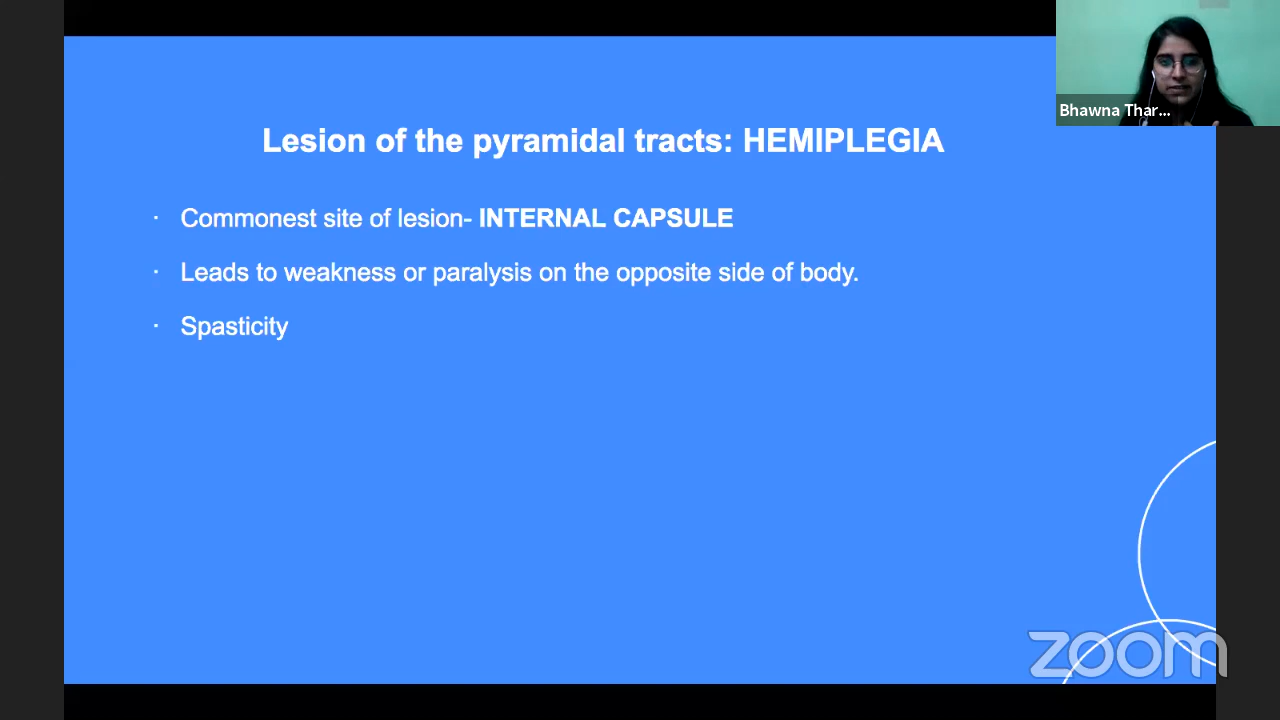 Bhawna Thar...
Lesion of the pyramidal tracts: HEMIPLEGIA
· Commonest site of lesion- INTERNAL CAPSULE
· Leads to weakness or paralysis on the opposite side of body.
· Spasticity
zoom